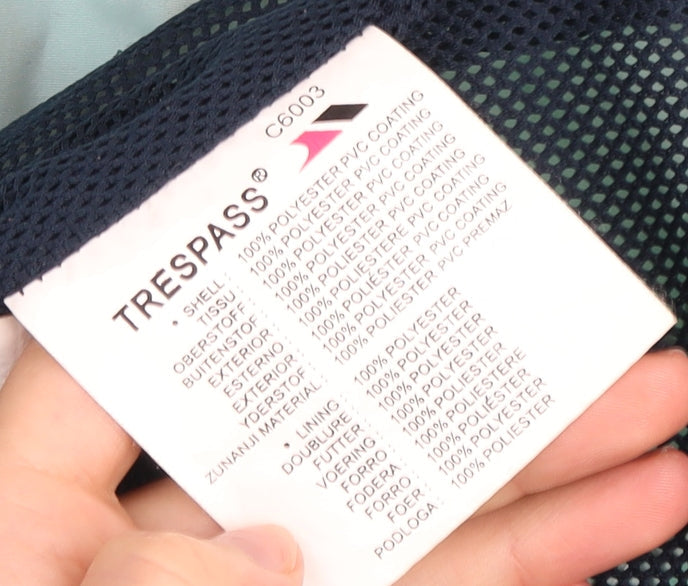 C6003
TRESPASS®
• SHELL : 100% POLYESTER PVC COATING
TISSU : 100% POLYESTER PVC COATING
OBERSTOFF : 100% POLYESTER PVC COATING
BUITENSTOF : 100% POLYESTER PVC COATING
EXTERIOR : 100% POLIESTER PVC COATING
ESTERNO : 100% POLIESTERE PVC COATING
EXTERIOR : 100% POLIESTER PVC COATING
YDERSTOF : 100% POLYESTER PVC COATING
ZUNANJI MATERIAL : 100% POLIESTER PVC PREMAZ
• LINING : 100% POLYESTER
DOUBLURE : 100% POLYESTER
FUTTER : 100% POLYESTER
VOERING : 100% POLYESTER
FORRO : 100% POLIESTER
FODERA : 100% POLIESTERE
FORRO : 100% POLIÉSTER
FOER : 100% POLYESTER
PODLOGA : 100% POLIESTER